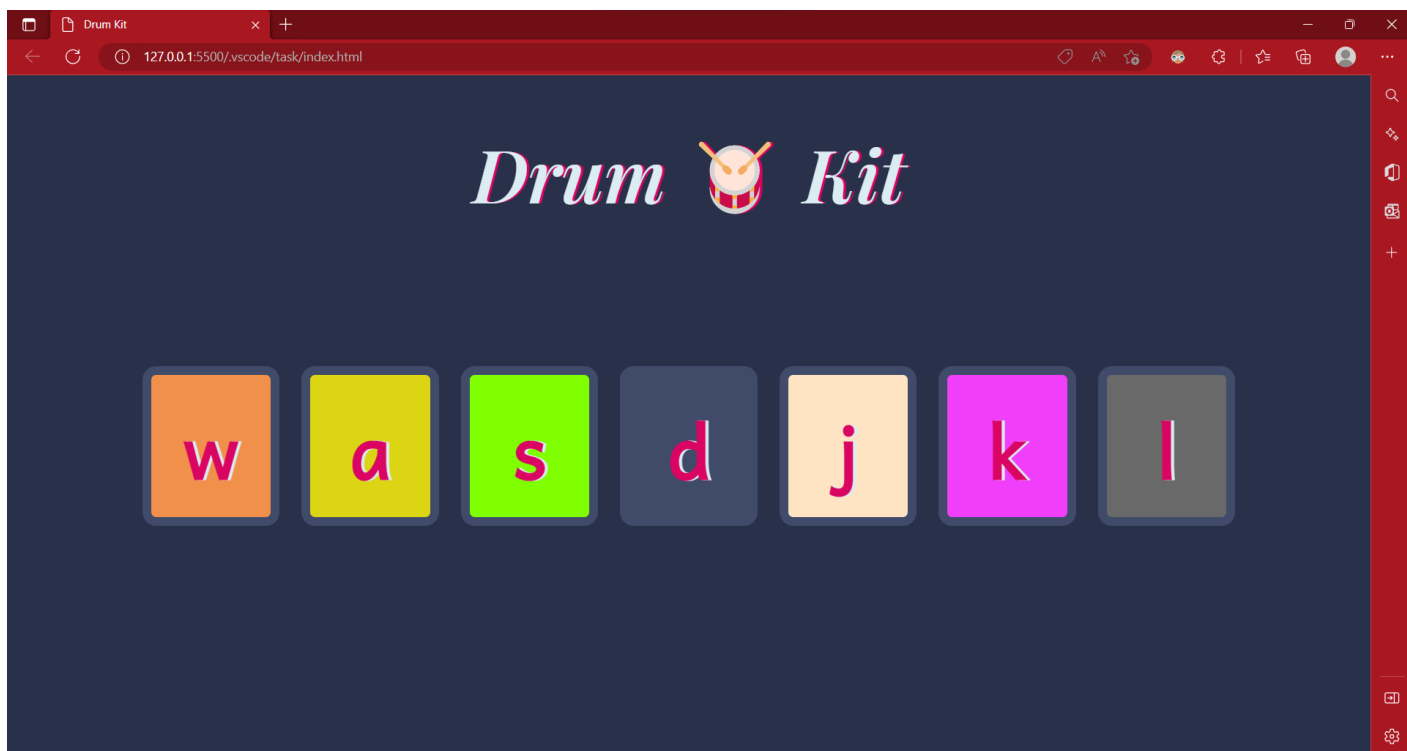 Drum Kit
127.0.0.1:5500/.vscode/task/index.html
Drum 🥁 Kit
w a s d j k l